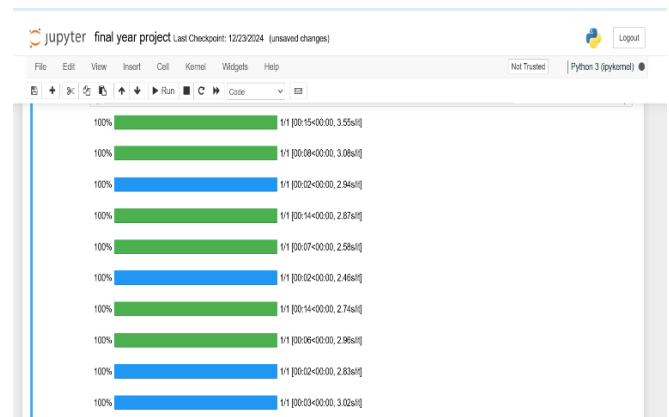 jupyter final year project Last Checkpoint: 12/23/2024 (unsaved changes) Logout
File Edit View Insert Cell Kernel Widgets Help Not Trusted Python 3 (ipykernel)
Run Code
100% 1/1 [00:15<00:00, 3.55s/it]
100% 1/1 [00:08<00:00, 3.08s/it]
100% 1/1 [00:02<00:00, 2.94s/it]
100% 1/1 [00:14<00:00, 2.87s/it]
100% 1/1 [00:07<00:00, 2.58s/it]
100% 1/1 [00:02<00:00, 2.46s/it]
100% 1/1 [00:14<00:00, 2.74s/it]
100% 1/1 [00:06<00:00, 2.96s/it]
100% 1/1 [00:02<00:00, 2.83s/it]
100% 1/1 [00:03<00:00, 3.02s/it]